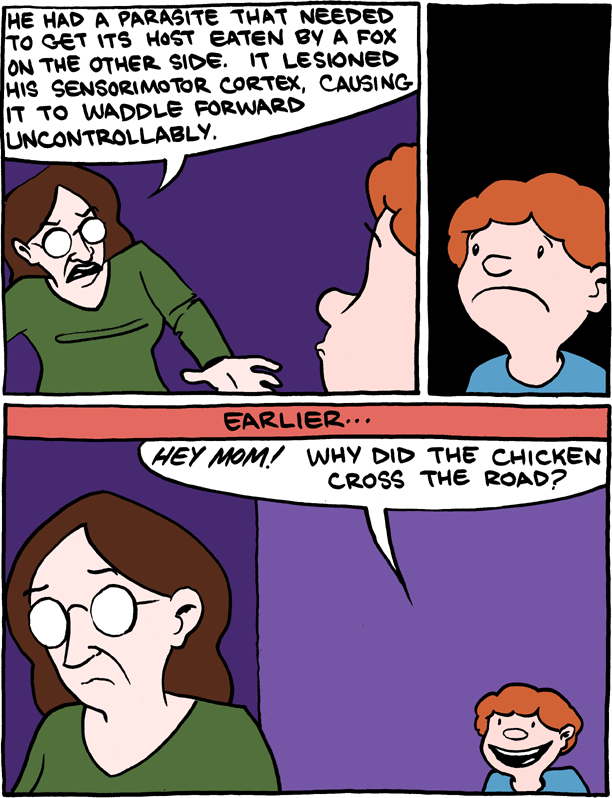 HE HAD A PARASITE THAT NEEDED
TO GET ITS HOST EATEN BY A FOX
ON THE OTHER SIDE. IT LESIONED
HIS SENSORIMOTOR CORTEX, CAUSING
IT TO WADDLE FORWARD
UNCONTROLLABLY.
EARLIER...
HEY MOM! WHY DID THE CHICKEN
CROSS THE ROAD?